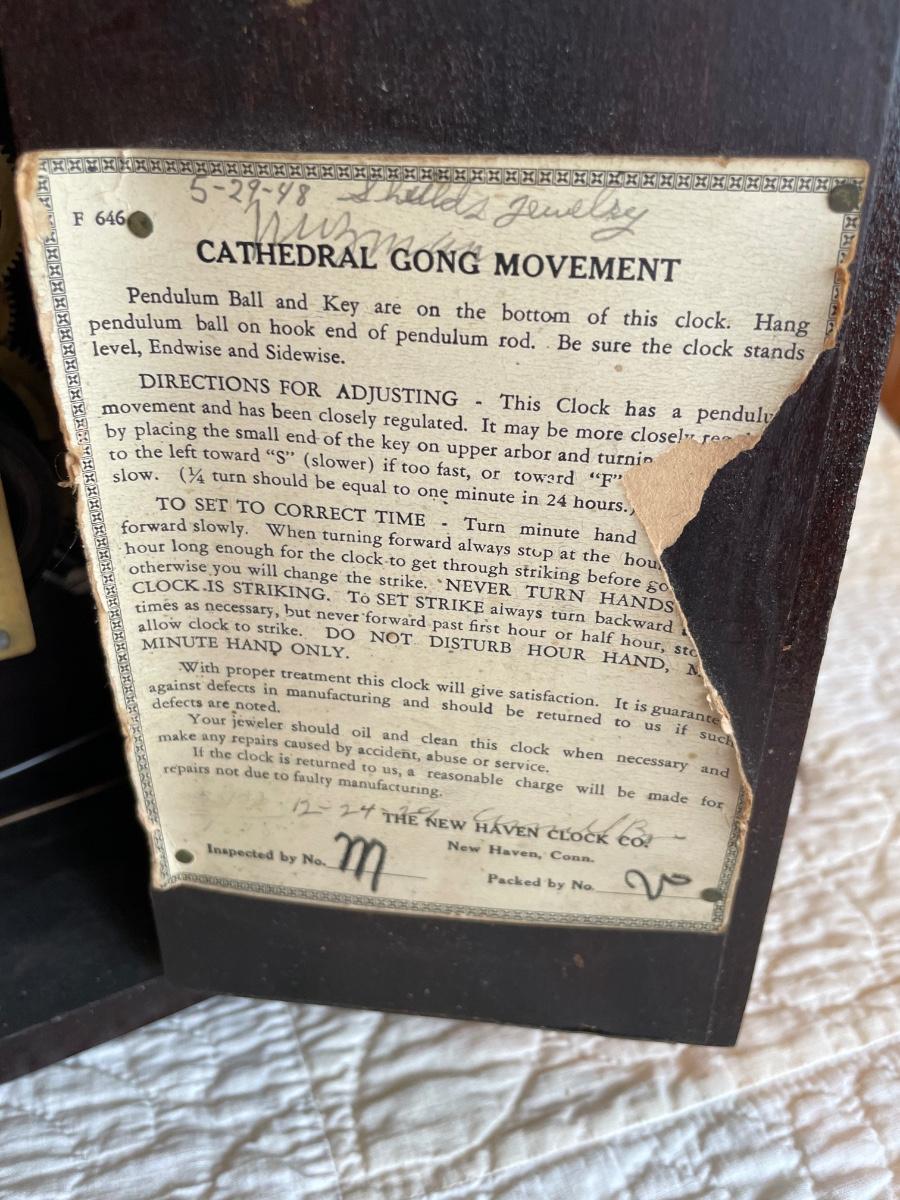 5-29-48 Shields Jewelry
F 646
CATHEDRAL GONG MOVEMENT
Pendulum Ball and Key are on the bottom of this clock. Hang
pendulum ball on hook end of pendulum rod. Be sure the clock stands
level, Endwise and Sidewise.
DIRECTIONS FOR ADJUSTING - This Clock has a pendulu
movement and has been closely regulated. It may be more closely
by placing the small end of the key on upper arbor and turnin
to the left toward "S" (slower) if too fast, or toward "F"
slow. (¼ turn should be equal to one minute in 24 hours.)
TO SET TO CORRECT TIME - Turn minute hand
forward slowly. When turning forward always stop at the hou
hour long enough for the clock to get through striking before go
otherwise you will change the strike. NEVER TURN HANDS
CLOCK IS STRIKING. To SET STRIKE always turn backward
times as necessary, but never forward past first hour or half hour, sto
allow clock to strike. DO NOT DISTURB HOUR HAND, M
MINUTE HAND ONLY.
With proper treatment this clock will give satisfaction. It is guarante
against defects in manufacturing and should be returned to us if such
defects are noted.
Your jeweler should oil and clean this clock when necessary and
make any repairs caused by accident, abuse or service.
If the clock is returned to us, a reasonable charge will be made for
repairs not due to faulty manufacturing.
12-24-
THE NEW HAVEN CLOCK CO.
New Haven, Conn.
Inspected by No. M
Packed by No.